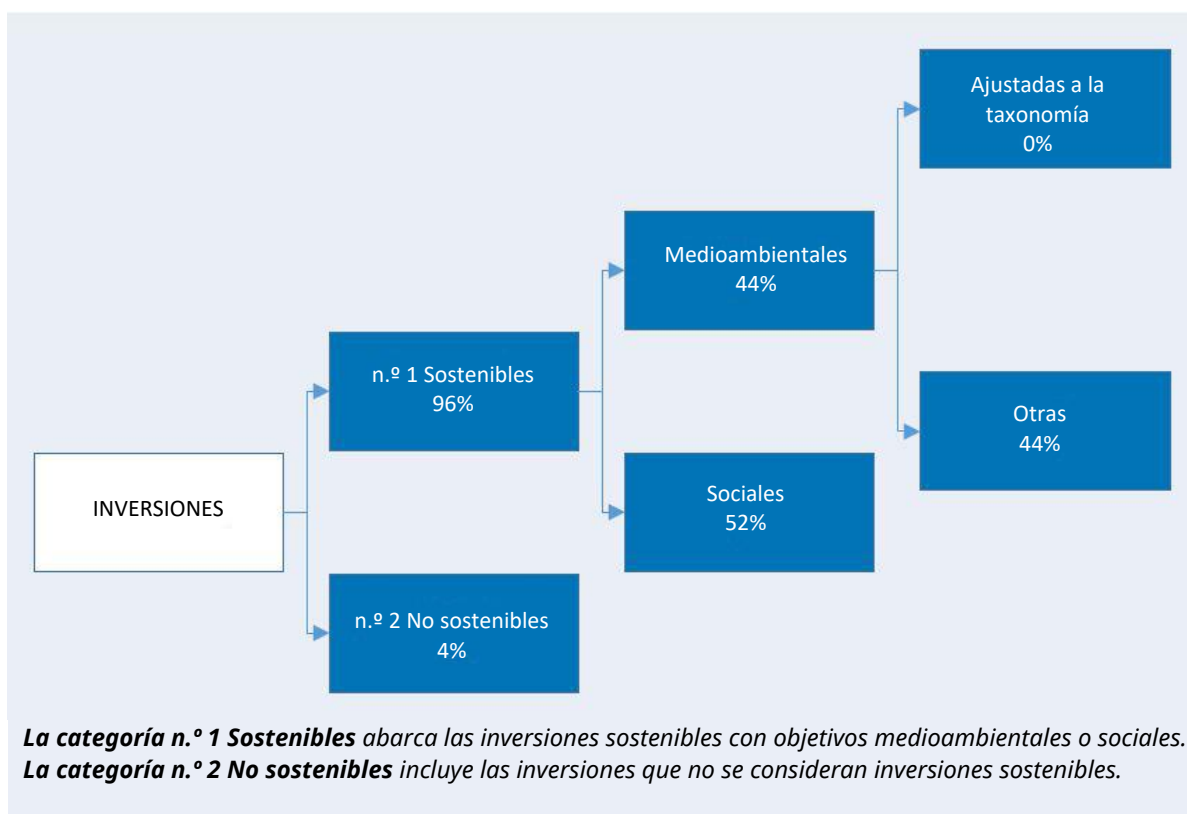 Ajustadas a la
taxonomía
0%
Medioambientales
44%
n.º 1 Sostenibles
96%
Otras
44%
INVERSIONES
Sociales
52%
n.º 2 No sostenibles
4%
La categoría n.º 1 Sostenibles abarca las inversiones sostenibles con objetivos medioambientales o sociales.
La categoría n.º 2 No sostenibles incluye las inversiones que no se consideran inversiones sostenibles.